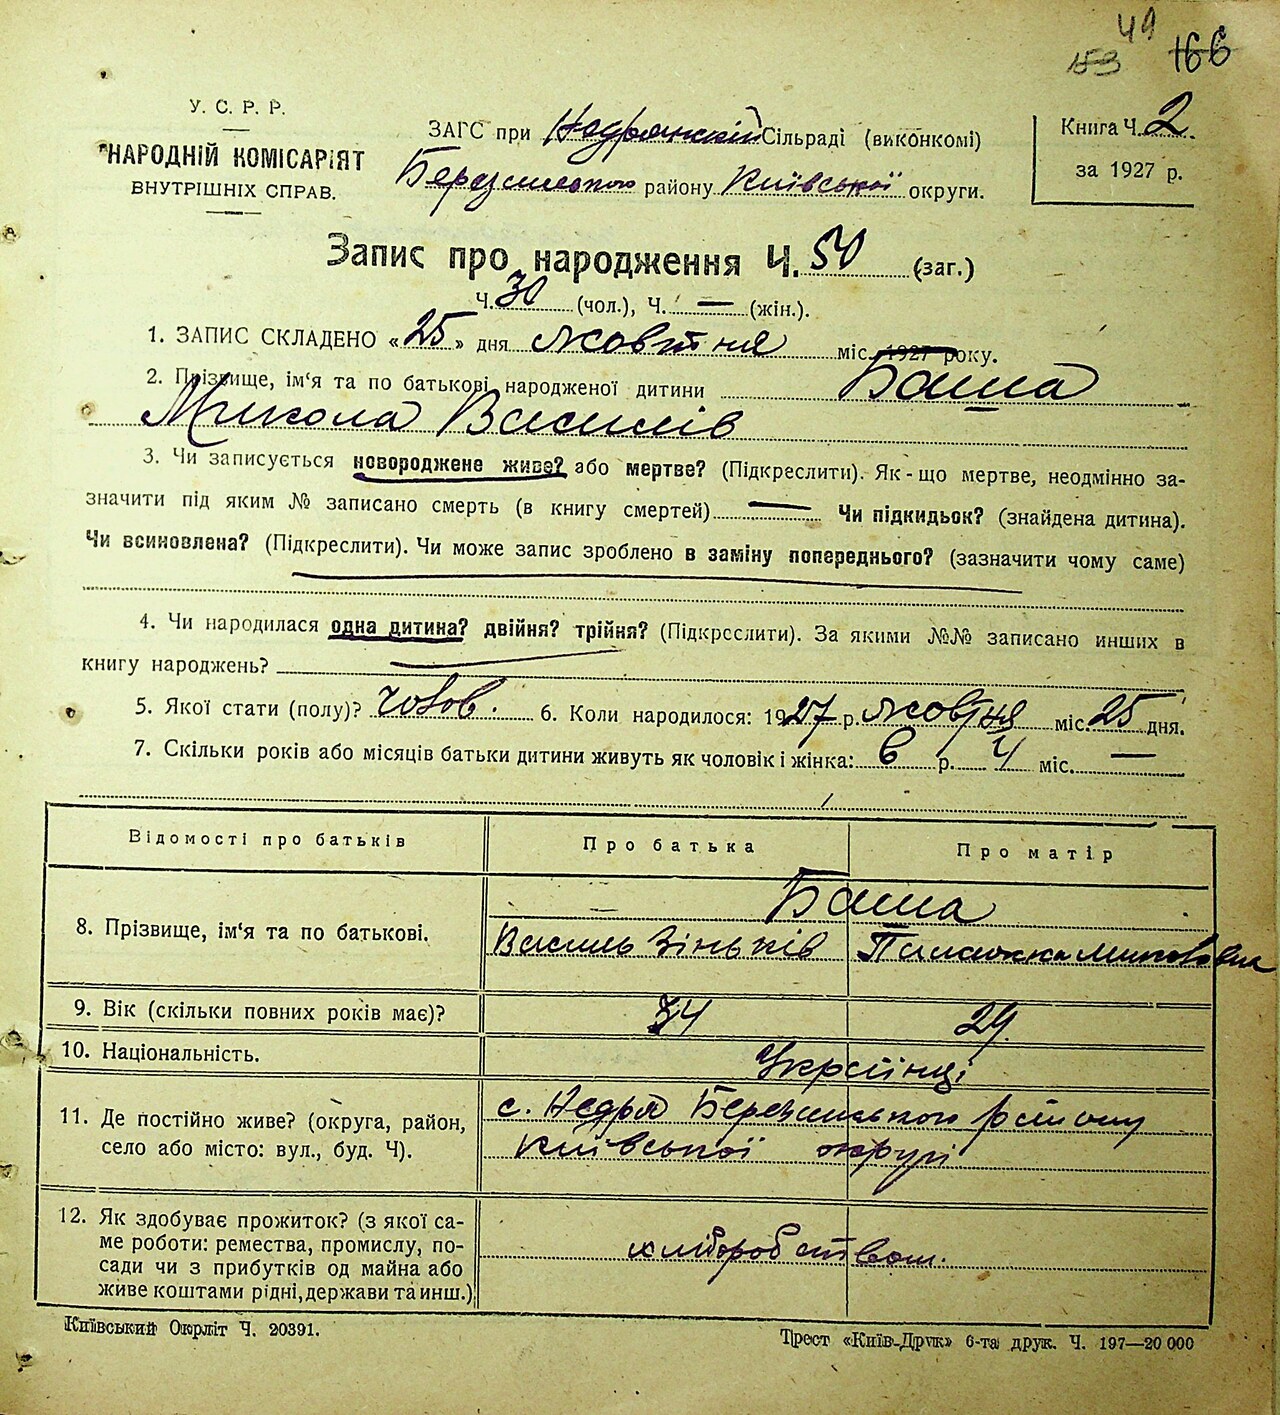 49
153 166
У. С. Р. Р.
НАРОДНІЙ КОМІСАРІЯТ
ВНУТРІШНІХ СПРАВ.
ЗАГС при Недрянській Сільраді (виконкомі)
Березанського району Київської округи.
Книга Ч. 2
за 1927 р.
Запис про народження Ч. 50 (заг.)
Ч. 30 (чол.), Ч. — (жін.).
1. ЗАПИС СКЛАДЕНО «25» дня жовтня міс. 1927 року.
2. Прізвище, ім‘я та по батькові народженої дитини Баша
Микола Василів
3. Чи записується новороджене живе? або мертве? (Підкреслити). Як-що мертве, неодмінно за-
значити під яким № записано смерть (в книгу смертей) — Чи підкидьок? (знайдена дитина).
Чи всиновлена? (Підкреслити). Чи може запис зроблено в заміну попереднього? (зазначити чому саме)
4. Чи народилася одна дитина? двійня? трійня? (Підкреслити). За якими №№ записано инших в
книгу народжень?
5. Якої стати (полу)? чолов. 6. Коли народилося: 1927 р. жовтня міс. 25 дня.
7. Скільки років або місяців батьки дитини живуть як чоловік і жінка: 6 р. 4 міс. —
Відомості про батьків Про батька Про матір
Баша
8. Прізвище, ім‘я та по батькові. Василь Зіньків Палажка
9. Вік (скільки повних років має)? 34 29
10. Національність. Українці
11. Де постійно живе? (округа, район, с. Недра Березанського району
село або місто: вул., буд. Ч). Київської округі
12. Як здобуває прожиток? (з якої са-
ме роботи: ремества, промислу, по- хліборобством.
сади чи з прибутків од майна або
живе коштами рідні, держави та инш.)
Київський Окрліт Ч. 20391.
Трест «Київ-Друк» 6-та друк. Ч. 197—20 000